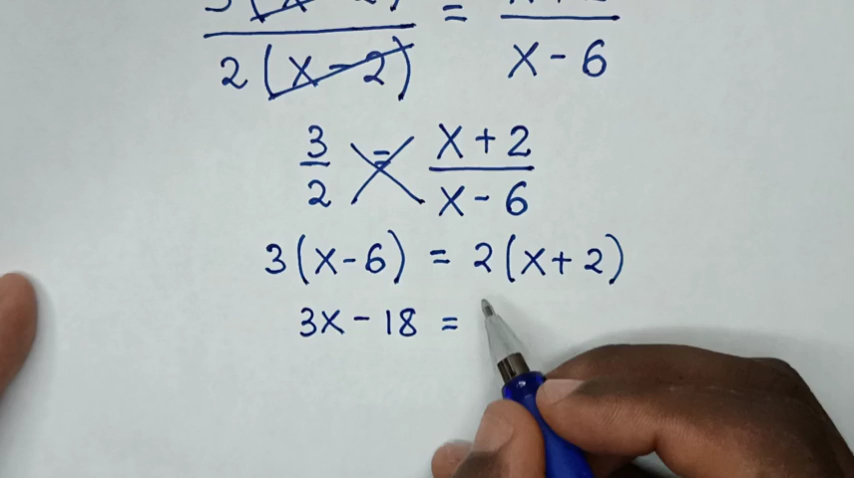 2(x-2) = x-6
3/2 = x+2/x-6
3(x-6) = 2(x+2)
3x-18 =